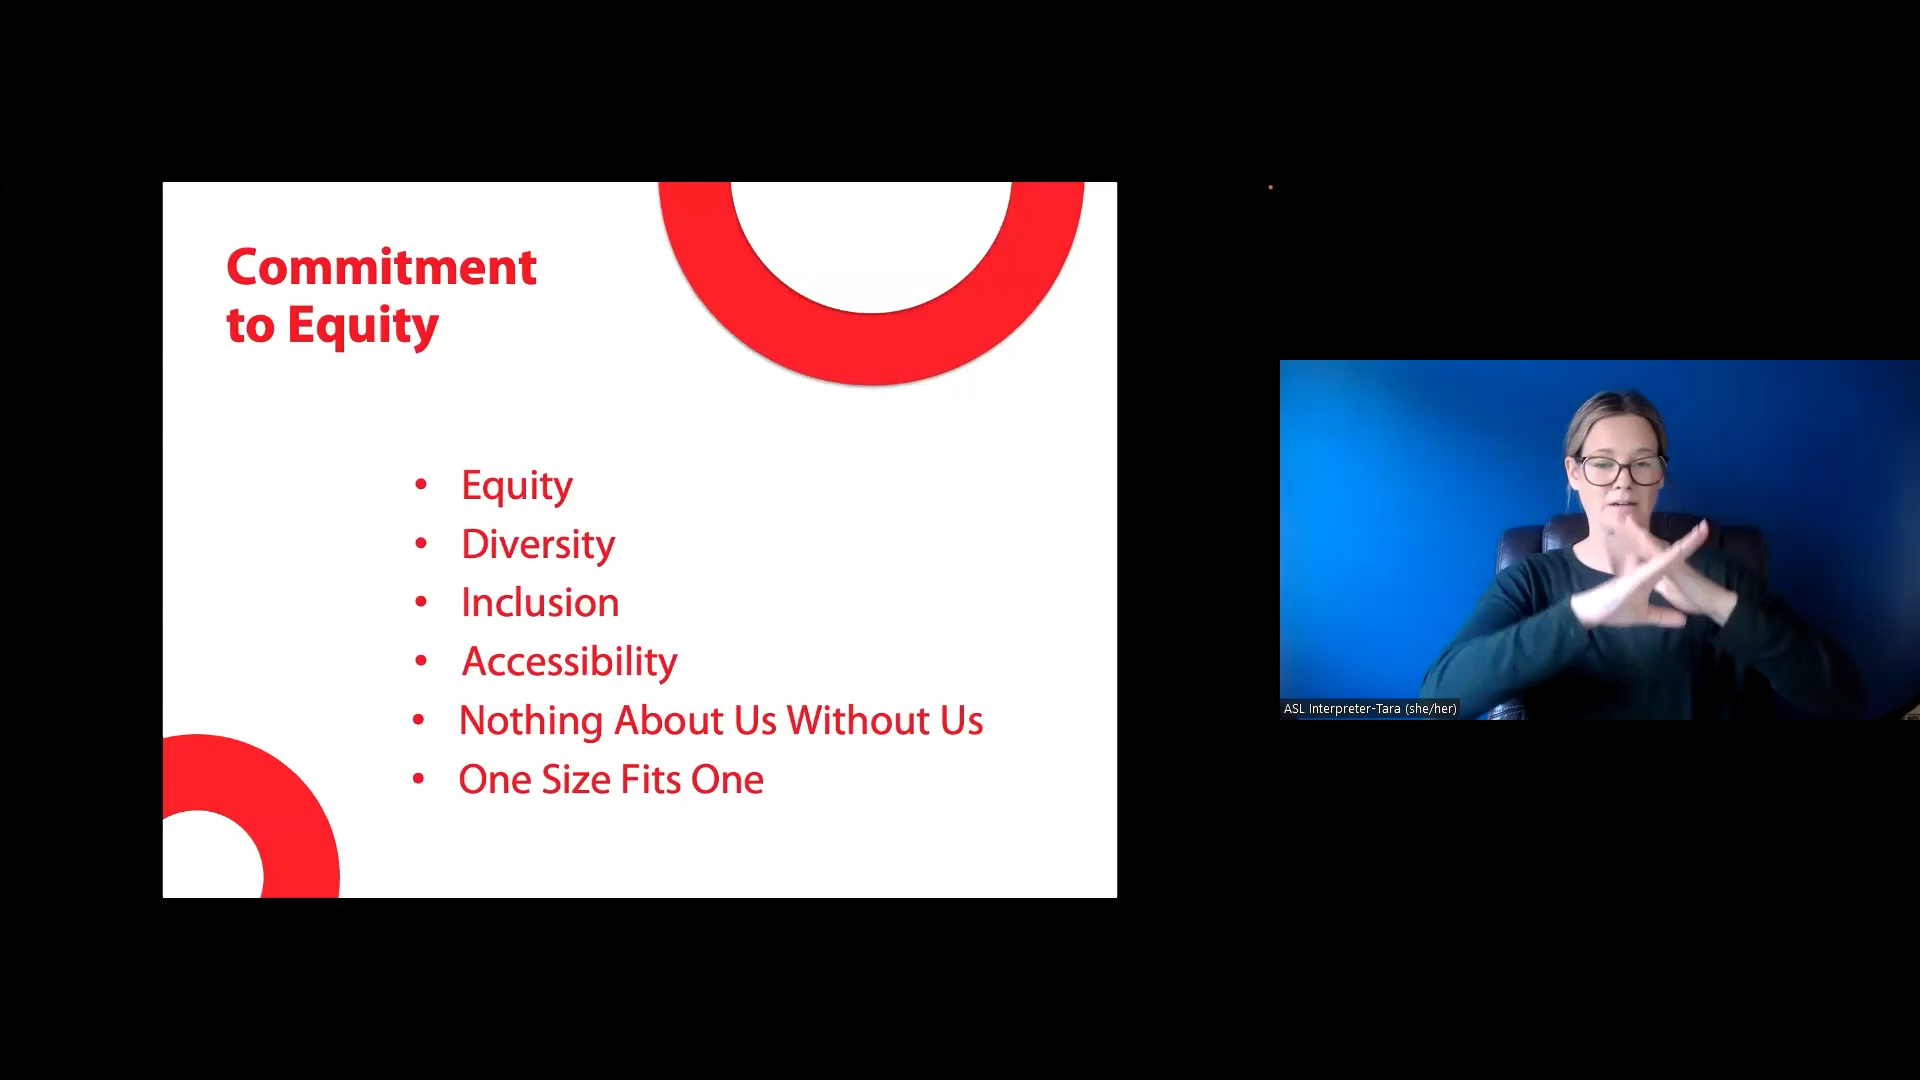 Commitment
to Equity
• Equity
• Diversity
• Inclusion
• Accessibility
• Nothing About Us Without Us
• One Size Fits One
ASL Interpreter-Tara (she/her)